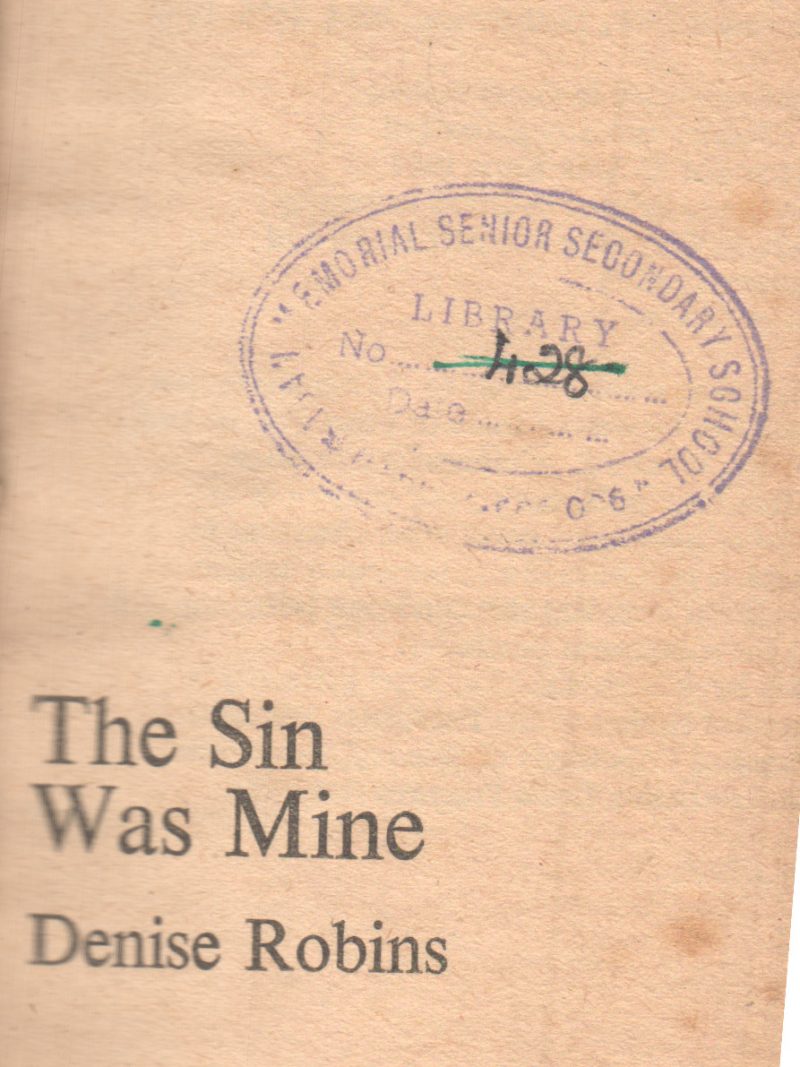 MEMORIAL SENIOR SECONDARY SCHOOL
LIBRARY
No 428
Date
The Sin
Was Mine
Denise Robins